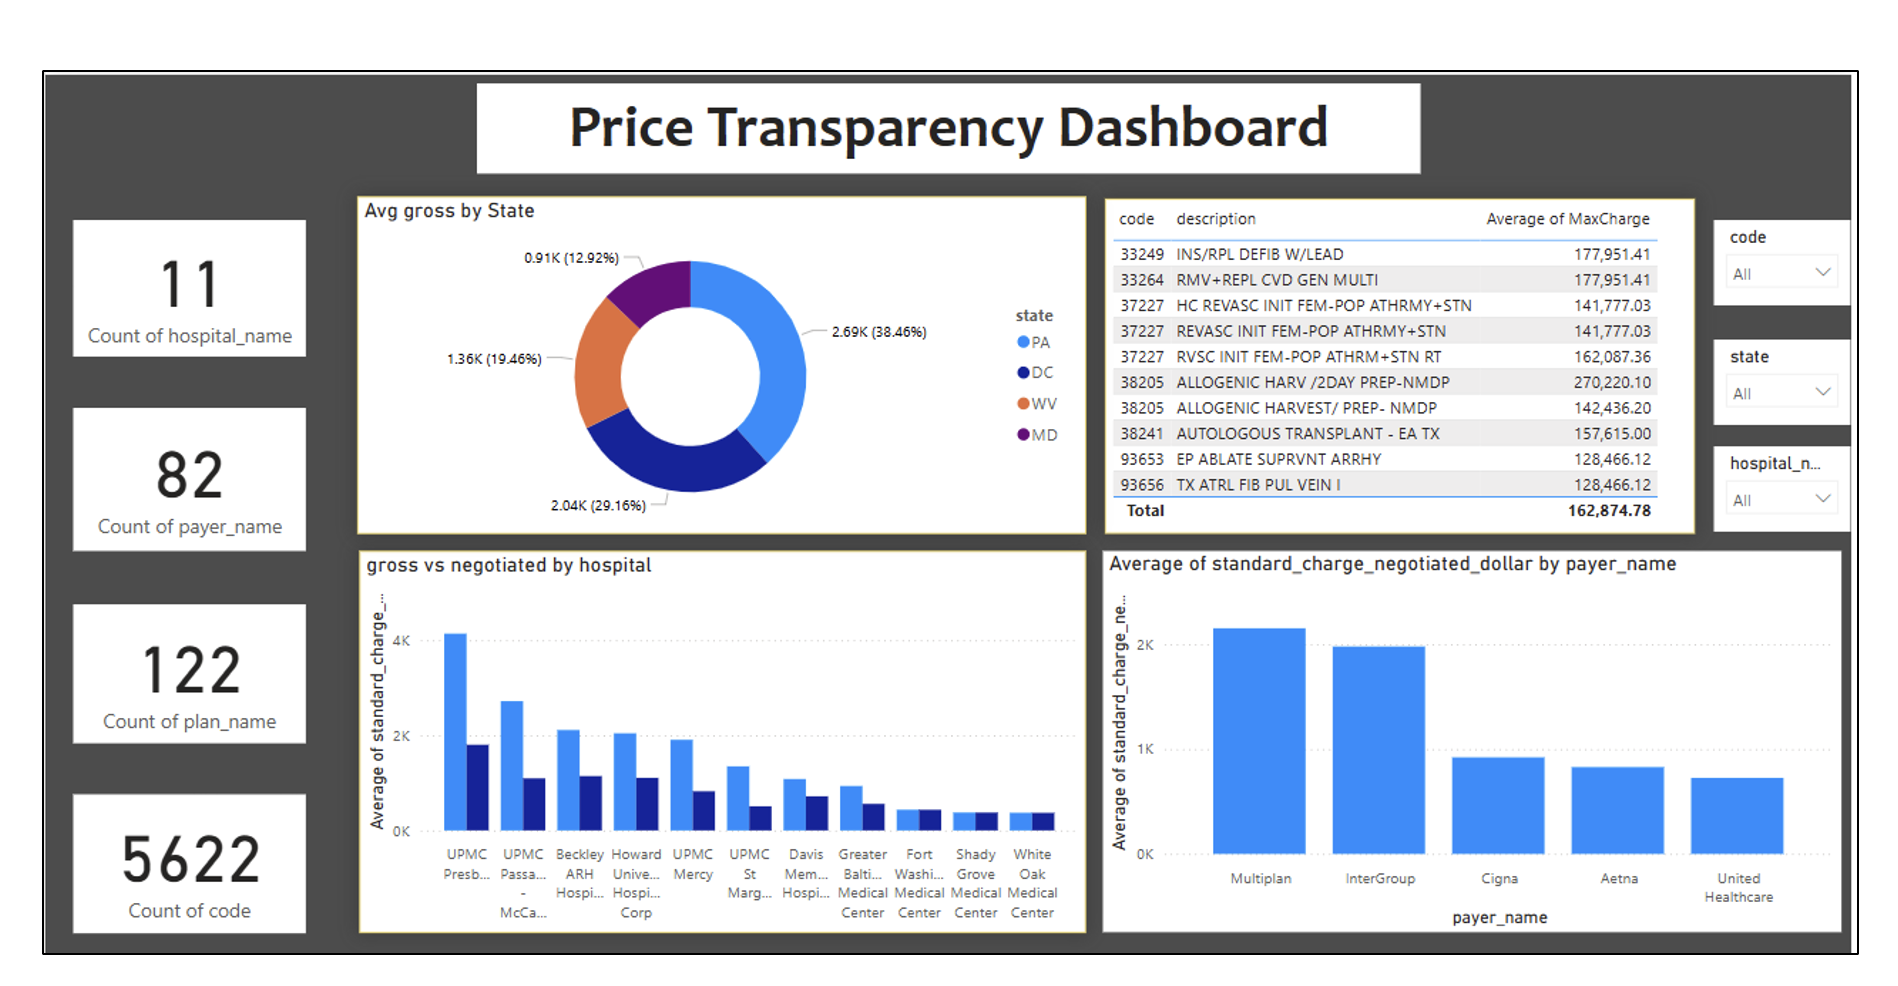 Price Transparency Dashboard
11
Count of hospital_name
82
Count of payer_name
122
Count of plan_name
5622
Count of code
Avg gross by State
0.91K (12.92%)
2.69K (38.46%)
1.36K (19.46%)
2.04K (29.16%)
state
PA
DC
WV
MD
code description Average of MaxCharge
33249 INS/RPL DEFIB W/LEAD 177,951.41
33264 RMV+REPL CVD GEN MULTI 177,951.41
37227 HC REVASC INIT FEM-POP ATHRMY+STN 141,777.03
37227 REVASC INIT FEM-POP ATHRMY+STN 141,777.03
37227 RVSC INIT FEM-POP ATHRM+STN RT 162,087.36
38205 ALLOGENIC HARV /2DAY PREP-NMDP 270,220.10
38205 ALLOGENIC HARVEST/ PREP- NMDP 142,436.20
38241 AUTOLOGOUS TRANSPLANT - EA TX 157,615.00
93653 EP ABLATE SUPRVNT ARRHY 128,466.12
93656 TX ATRL FIB PUL VEIN I 128,466.12
Total 162,874.78
code
All
state
All
hospital_n...
All
gross vs negotiated by hospital
Average of standard_charge_...
4K
2K
0K
UPMC Presb...
UPMC Passa... - McCa...
Beckley ARH Hospi...
Howard Unive... Hospi... Corp
UPMC Mercy
UPMC St Marg...
Davis Mem... Hospi...
Greater Balti... Medical Center
Fort Washi... Medical Center
Shady Grove Medical Center
White Oak Medical Center
Average of standard_charge_negotiated_dollar by payer_name
Average of standard_charge_ne...
2K
1K
0K
Multiplan
InterGroup
Cigna
Aetna
United Healthcare
payer_name